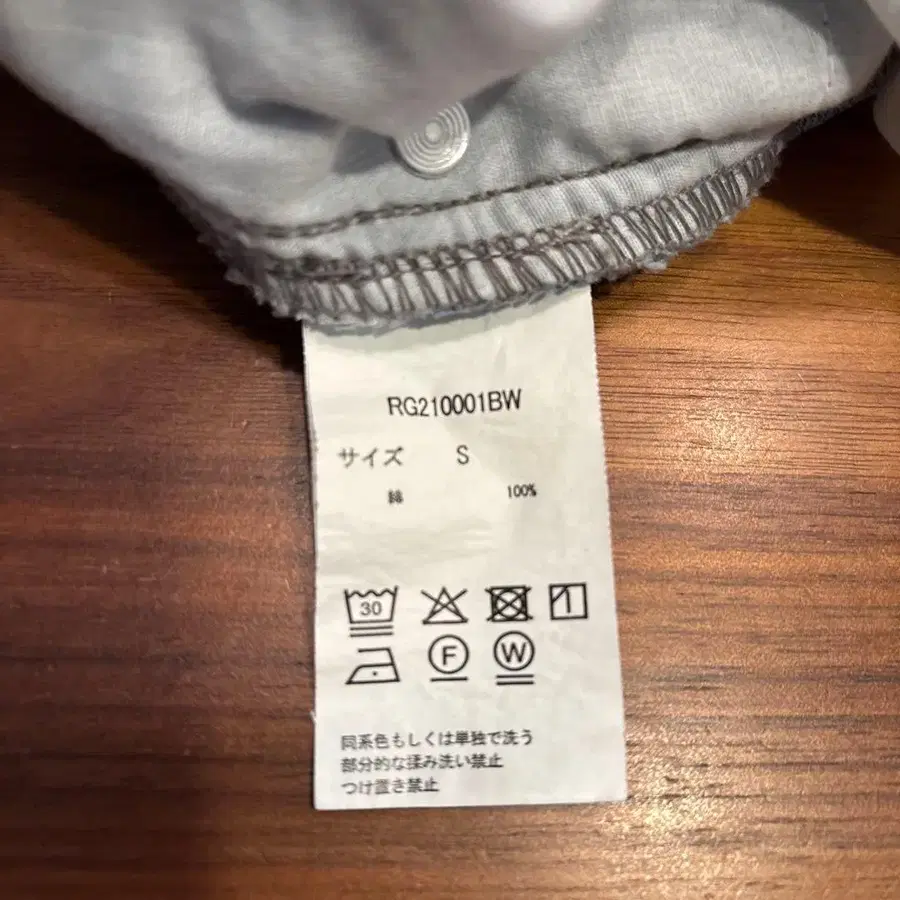 RG210001BW
サイズ S
綿 100%
30
F W
同系色もしくは単独で洗う
部分的な揉み洗い禁止
つけ置き禁止